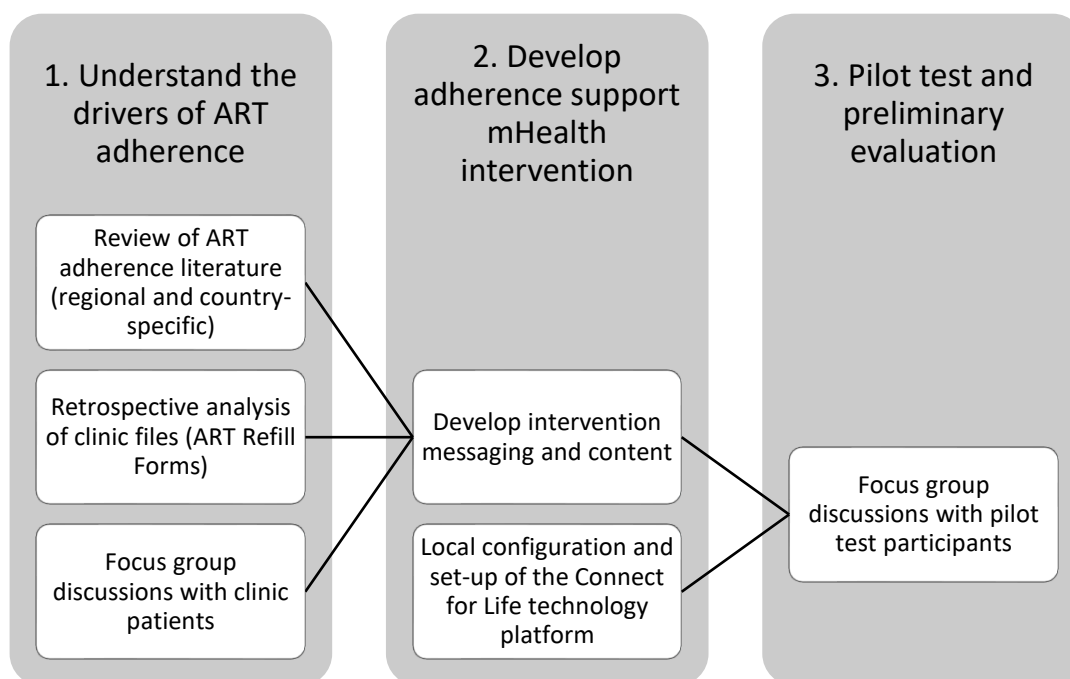 1. Understand the
drivers of ART
adherence
Review of ART
adherence literature
(regional and country-
specific)
Retrospective analysis
of clinic files (ART Refill
Forms)
Focus group
discussions with clinic
patients
2. Develop
adherence support
mHealth
intervention
Develop intervention
messaging and content
Local configuration and
set-up of the Connect
for Life technology
platform
3. Pilot test and
preliminary
evaluation
Focus group
discussions with pilot
test participants